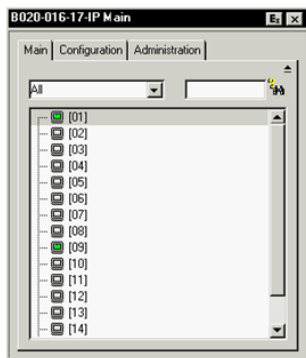 B020-016-17-IP Main
Main
Configuration
Administration
All
[01]
[02]
[03]
[04]
[05]
[06]
[07]
[08]
[09]
[10]
[11]
[12]
[13]
[14]